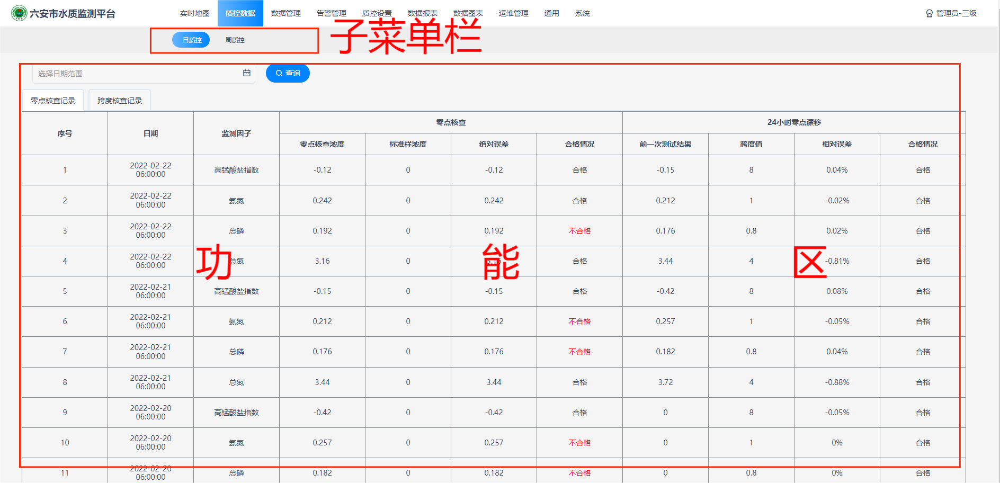 六安市水质监测平台 实时地图 质控数据 数据管理 告警管理 质控设置 数据报表 数据图表 运维管理 通用 系统 管理员-三级
日质控 周质控 子菜单栏
选择日期范围 查询
零点核查记录 跨度核查记录
序号 日期 监测因子 零点核查 24小时零点漂移
零点核查浓度 标准样浓度 绝对误差 合格情况 前一次测试结果 跨度值 相对误差 合格情况
1 2022-02-22 06:00:00 高锰酸盐指数 -0.12 0 -0.12 合格 -0.15 8 0.04% 合格
2 2022-02-22 06:00:00 氨氮 0.242 0 0.242 合格 0.212 1 -0.02% 合格
3 2022-02-22 06:00:00 总磷 0.192 0 0.192 不合格 0.176 0.8 0.02% 合格
4 2022-02-22 06:00:00 总氮 3.16 0 3.16 合格 3.44 4 -0.81% 合格
功 能 区
5 2022-02-21 06:00:00 高锰酸盐指数 -0.15 0 -0.15 合格 -0.42 8 0.08% 合格
6 2022-02-21 06:00:00 氨氮 0.212 0 0.212 不合格 0.257 1 -0.05% 合格
7 2022-02-21 06:00:00 总磷 0.176 0 0.176 不合格 0.182 0.8 0.04% 合格
8 2022-02-21 06:00:00 总氮 3.44 0 3.44 合格 3.72 4 -0.88% 合格
9 2022-02-20 06:00:00 高锰酸盐指数 -0.42 0 -0.42 合格 0 8 -0.05% 合格
10 2022-02-20 06:00:00 氨氮 0.257 0 0.257 不合格 0 1 0% 合格
11 2022-02-20 06:00:00 总磷 0.182 0 0.182 不合格 0 0.8 0% 合格